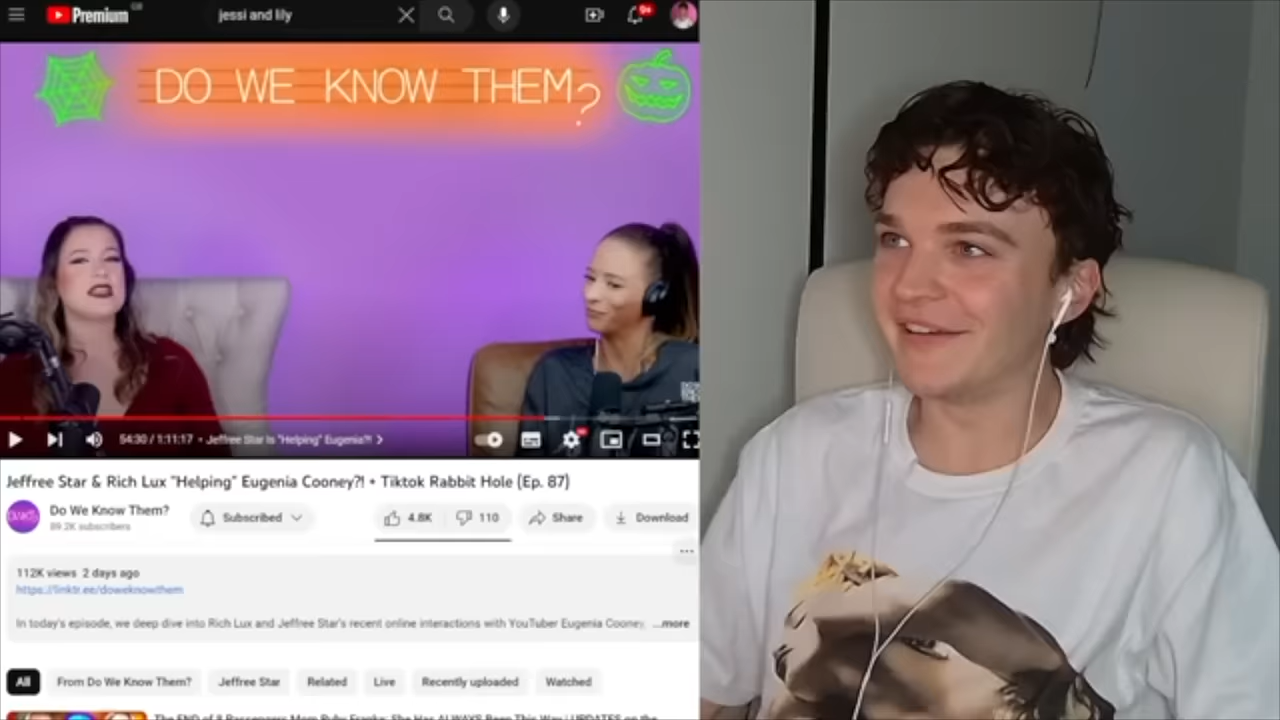 Premium
jessi and lily
9+
DO WE KNOW THEM?
54:30 / 1:11:17 • Jeffree Star Is "Helping" Eugenia?! >
Jeffree Star & Rich Lux "Helping" Eugenia Cooney?! + Tiktok Rabbit Hole (Ep. 87)
Do We Know Them?
89.2K subscribers
Subscribed
4.8K
110
Share
Download
...
112K views 2 days ago
https://linktr.ee/doweknowthem
In today's episode, we deep dive into Rich Lux and Jeffree Star's recent online interactions with YouTuber Eugenia Cooney, ...more
All
From Do We Know Them?
Jeffree Star
Related
Live
Recently uploaded
Watched